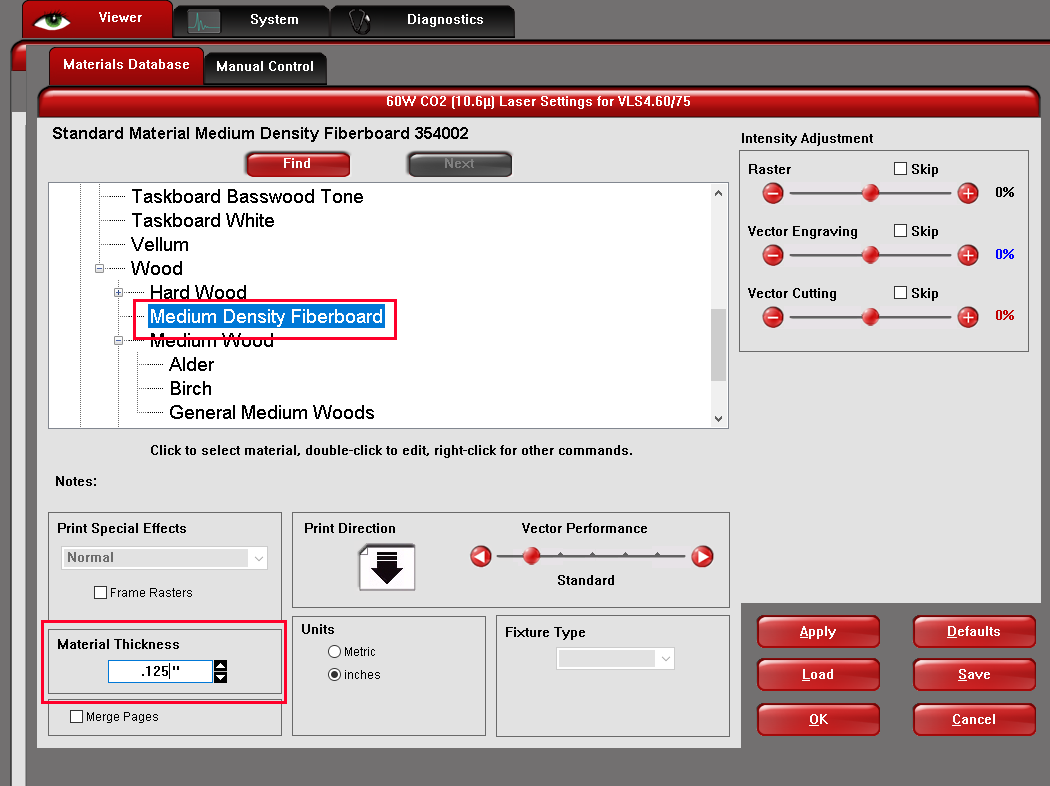 Viewer
System
Diagnostics
Materials Database
Manual Control
60W CO2 (10.6µ) Laser Settings for VLS4.60/75
Standard Material Medium Density Fiberboard 354002
Find
Next
Taskboard Basswood Tone
Taskboard White
Vellum
Wood
Hard Wood
Medium Density Fiberboard
Medium Wood
Alder
Birch
General Medium Woods
Click to select material, double-click to edit, right-click for other commands.
Notes:
Intensity Adjustment
Raster
Skip
0%
Vector Engraving
Skip
0%
Vector Cutting
Skip
0%
Print Special Effects
Normal
Frame Rasters
Print Direction
Vector Performance
Standard
Material Thickness
.125"
Merge Pages
Units
Metric
inches
Fixture Type
Apply
Defaults
Load
Save
OK
Cancel